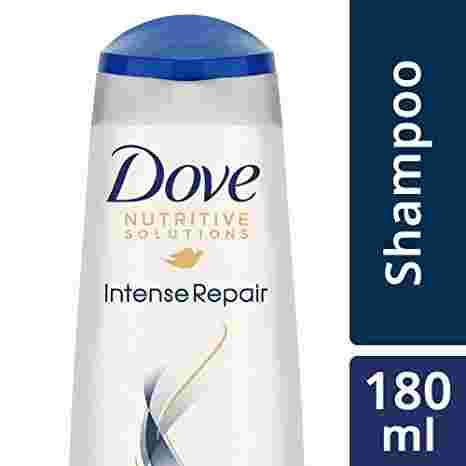 Dove
NUTRITIVE
SOLUTIONS
Intense Repair
Shampoo
180
ml